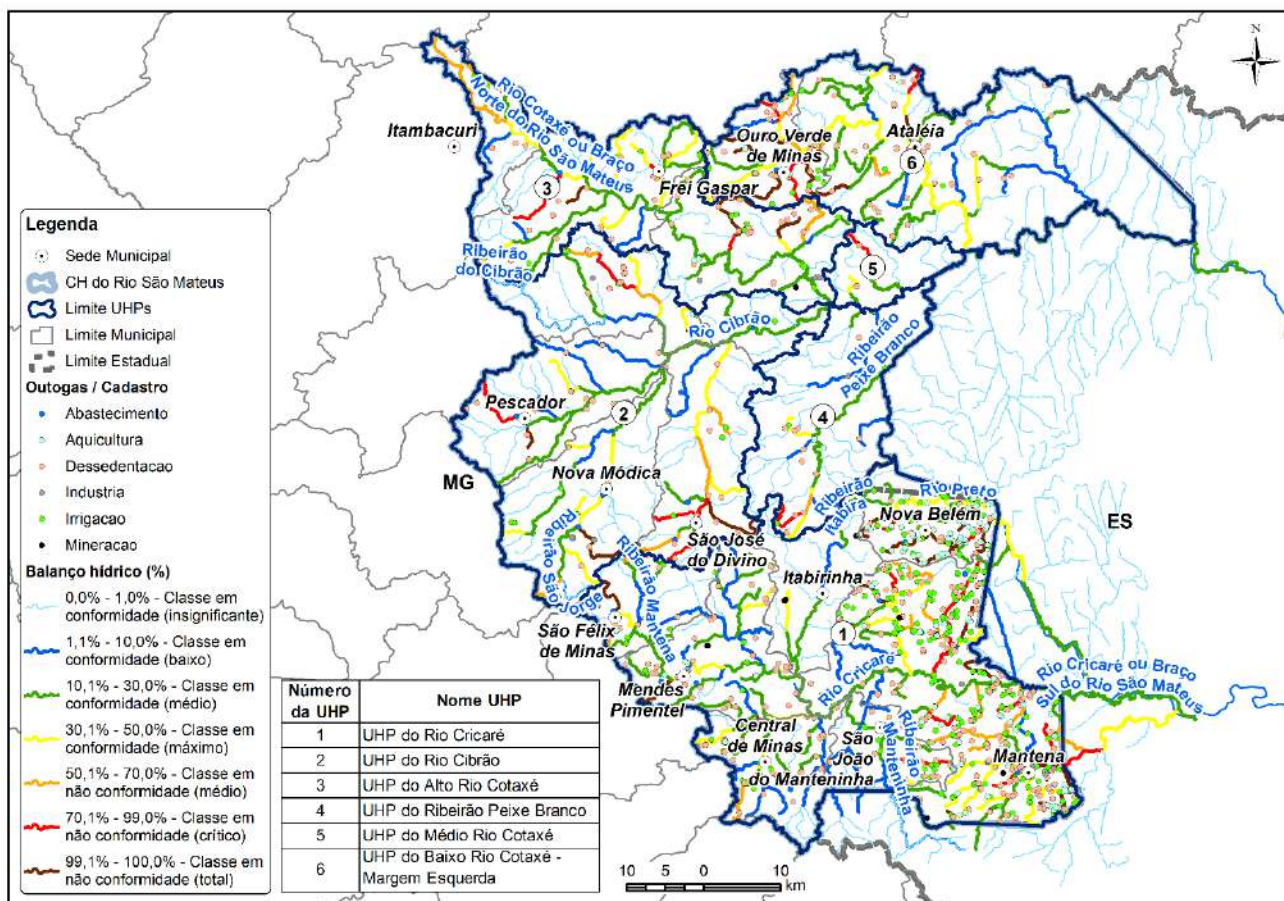 N
Rio Cotaxé ou Braço
Norte do Rio São Mateus
Itambacuri
Ouro Verde
de Minas
Ataléia
6
3
Frei Gaspar
Ribeirão
do Cibrão
5
Rio Cibrão
Ribeirão
Peixe Branco
Pescador
2
4
MG
Nova Módica
Ribeirão
Itabira
Rio Preto
Nova Belém
ES
Ribeirão São Jorge
Ribeirão Mantena
São José
do Divino
Itabirinha
São Félix
de Minas
1
Rio Cricaré
Rio Cricaré ou Braço
Sul do Rio São Mateus
Mendes
Pimentel
Central
de Minas
São
João
do Manteninha
Ribeirão
Manteninha
Mantena
Legenda
Sede Municipal
CH do Rio São Mateus
Limite UHPs
Limite Municipal
Limite Estadual
Outogas / Cadastro
Abastecimento
Aquicultura
Dessedentacao
Industria
Irrigacao
Mineracao
Balanço hídrico (%)
0,0% - 1,0% - Classe em
conformidade (insignificante)
1,1% - 10,0% - Classe em
conformidade (baixo)
10,1% - 30,0% - Classe em
conformidade (médio)
30,1% - 50,0% - Classe em
conformidade (máximo)
50,1% - 70,0% - Classe em
não conformidade (médio)
70,1% - 99,0% - Classe em
não conformidade (crítico)
99,1% - 100,0% - Classe em
não conformidade (total)
Número
da UHP
Nome UHP
1 UHP do Rio Cricaré
2 UHP do Rio Cibrão
3 UHP do Alto Rio Cotaxé
4 UHP do Ribeirão Peixe Branco
5 UHP do Médio Rio Cotaxé
6 UHP do Baixo Rio Cotaxé -
Margem Esquerda
10 5 0 10
km